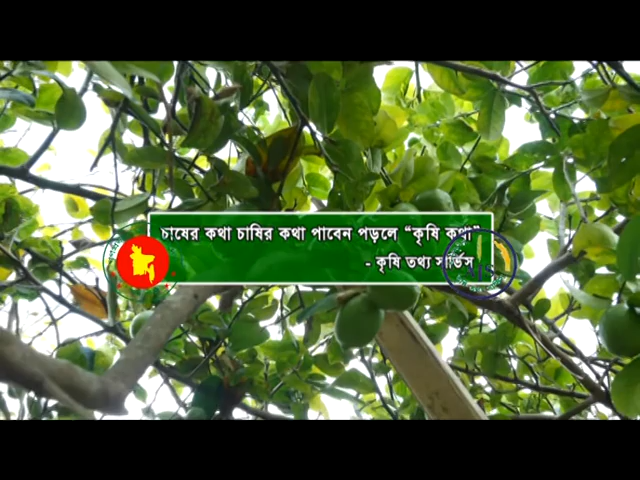 চাষের কথা চাষির কথা পাবেন পড়লে “কৃষি কথা”
- কৃষি তথ্য সার্ভিস